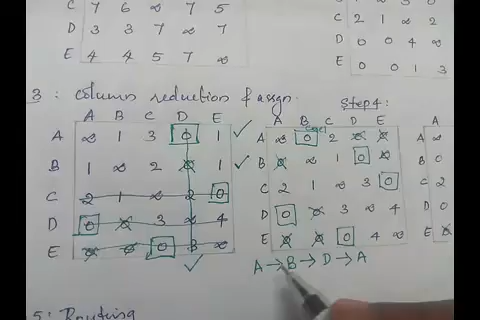 C 7 6 ∞ 7 5
D 3 3 7 ∞ 7
E 4 4 5 7 ∞
C 2 1 ∞ 2
D 0 0 4 ∞
E 0 0 1 3
3 : column reduction & assgn.
A B C D E
A ∞ 1 3 0 1 ✓
B 1 ∞ 2 0 1 ✓
C 2 1 ∞ 2 0
D 0 0 3 ∞ 4
E 0 0 0 3 ∞
✓
Step 4 :
A B C D E
A ∞ 0 2 0 0
B 0 ∞ 1 0 0
C 2 1 ∞ 3 0
D 0 0 3 ∞ 4
E 0 0 0 4 ∞
A → B → D → A
A
A ∞
B 0
C 2
D 0
E 0
5 : Routing